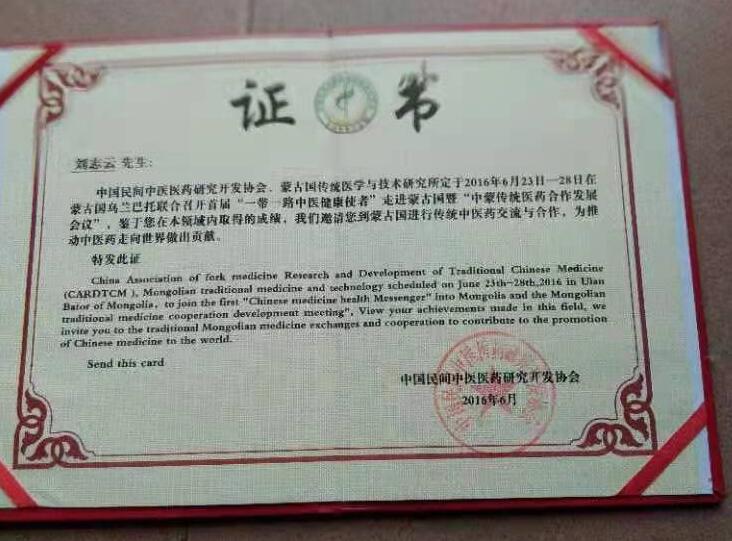 证书
刘志云 先生:
中国民间中医医药研究开发协会、蒙古国传统医学与技术研究所定于2016年6月23日—28日在
蒙古国乌兰巴托联合召开首届“一带一路中医健康使者”走进蒙古国暨“中蒙传统医药合作发展
会议”，鉴于您在本领域内取得的成绩，我们邀请您到蒙古国进行传统中医药交流与合作，为推
动中医药走向世界做出贡献。
特发此证
China Association of fork medicine Research and Development of Traditional Chinese Medicine
(CARDTCM ), Mongolian traditional medicine and technology scheduled on June 23th-28th,2016 in Ulan
Bator of Mongolia, to join the first "Chinese medicine health Messenger" into Mongolia and the Mongolian
traditional medicine cooperation development meeting", View your achievements made in this field, we
invite you to the traditional Mongolian medicine exchanges and cooperation to contribute to the promotion
of Chinese medicine to the world.
Send this card
中国民间中医医药研究开发协会
2016年6月